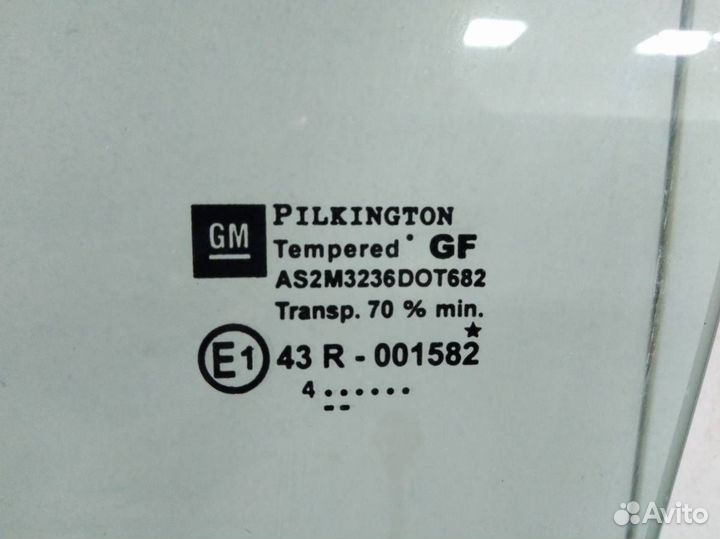 GM
PILKINGTON
Tempered GF
AS2M3236DOT682
Transp. 70 % min.
E1 43 R - 001582
4 ......
Avito